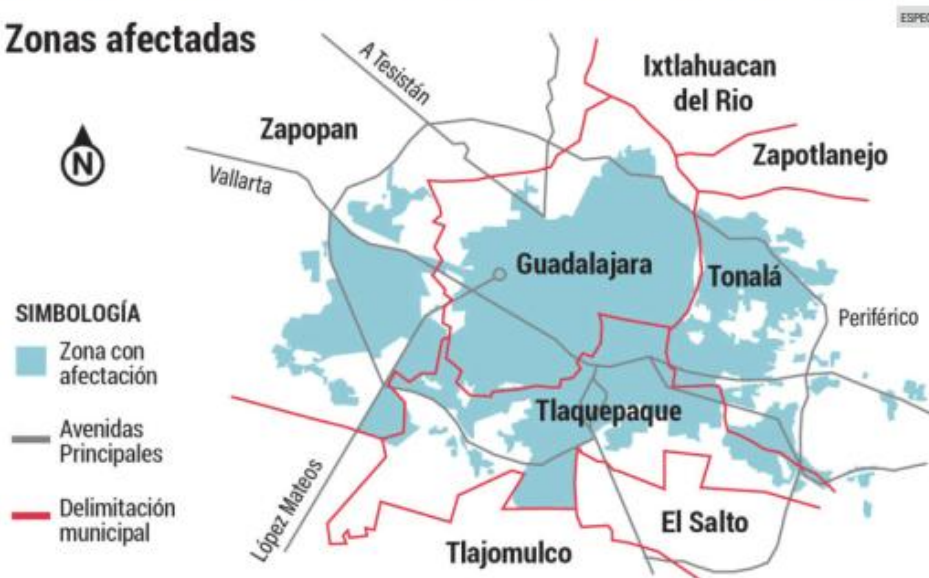 ESPEC
Zonas afectadas
A Tesistán
Ixtlahuacan
del Rio
Zapopan
Zapotlanejo
Vallarta
N
Guadalajara
Tonalá
Periférico
SIMBOLOGÍA
Zona con
afectación
Avenidas
Principales
Delimitación
municipal
Tlaquepaque
López Mateos
El Salto
Tlajomulco